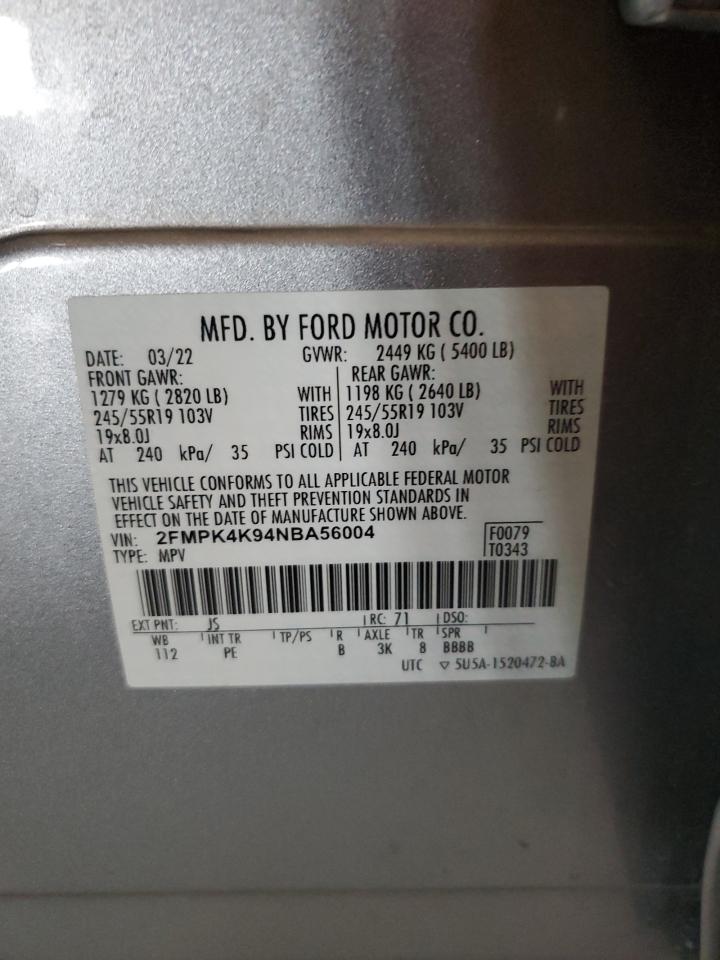 MFD. BY FORD MOTOR CO.
DATE: 03/22 GVWR: 2449 KG ( 5400 LB)
FRONT GAWR: REAR GAWR:
1279 KG ( 2820 LB) WITH 1198 KG ( 2640 LB) WITH
245/55R19 103V TIRES 245/55R19 103V TIRES
19x8.0J RIMS 19x8.0J RIMS
AT 240 kPa/ 35 PSI COLD AT 240 kPa/ 35 PSI COLD
THIS VEHICLE CONFORMS TO ALL APPLICABLE FEDERAL MOTOR
VEHICLE SAFETY AND THEFT PREVENTION STANDARDS IN
EFFECT ON THE DATE OF MANUFACTURE SHOWN ABOVE.
VIN: 2FMPK4K94NBA56004 F0079
TYPE: MPV T0343
EXT PNT: JS RC: 71 DSO:
WB INT TR TP/PS R AXLE TR SPR
112 PE B 3K 8 BBBB
UTC ▽ 5U5A-1520472-BA